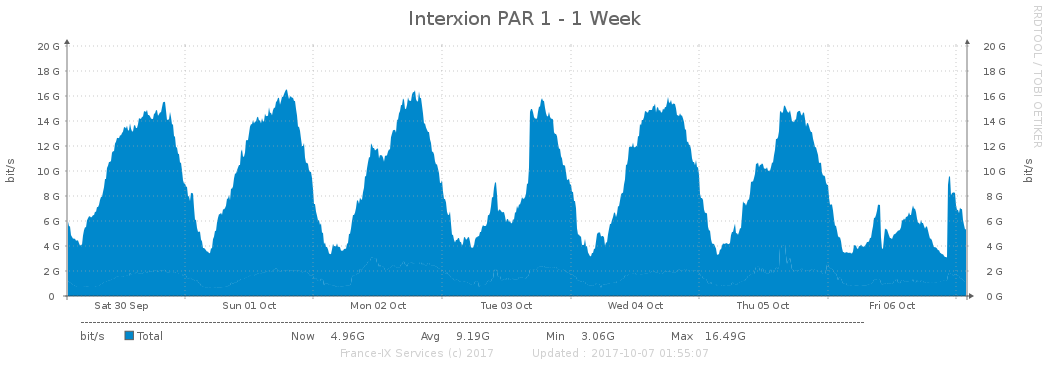 Interxion PAR 1 - 1 Week
RRDTOOL / TOBI OETIKER
20 G 20 G
18 G 18 G
16 G 16 G
14 G 14 G
12 G 12 G
10 G 10 G
8 G 8 G
6 G 6 G
4 G 4 G
2 G 2 G
0 0 G
bit/s bit/s
Sat 30 Sep Sun 01 Oct Mon 02 Oct Tue 03 Oct Wed 04 Oct Thu 05 Oct Fri 06 Oct
bit/s Total Now 4.96G Avg 9.19G Min 3.06G Max 16.49G
France-IX Services (c) 2017 Updated : 2017-10-07 01:55:07